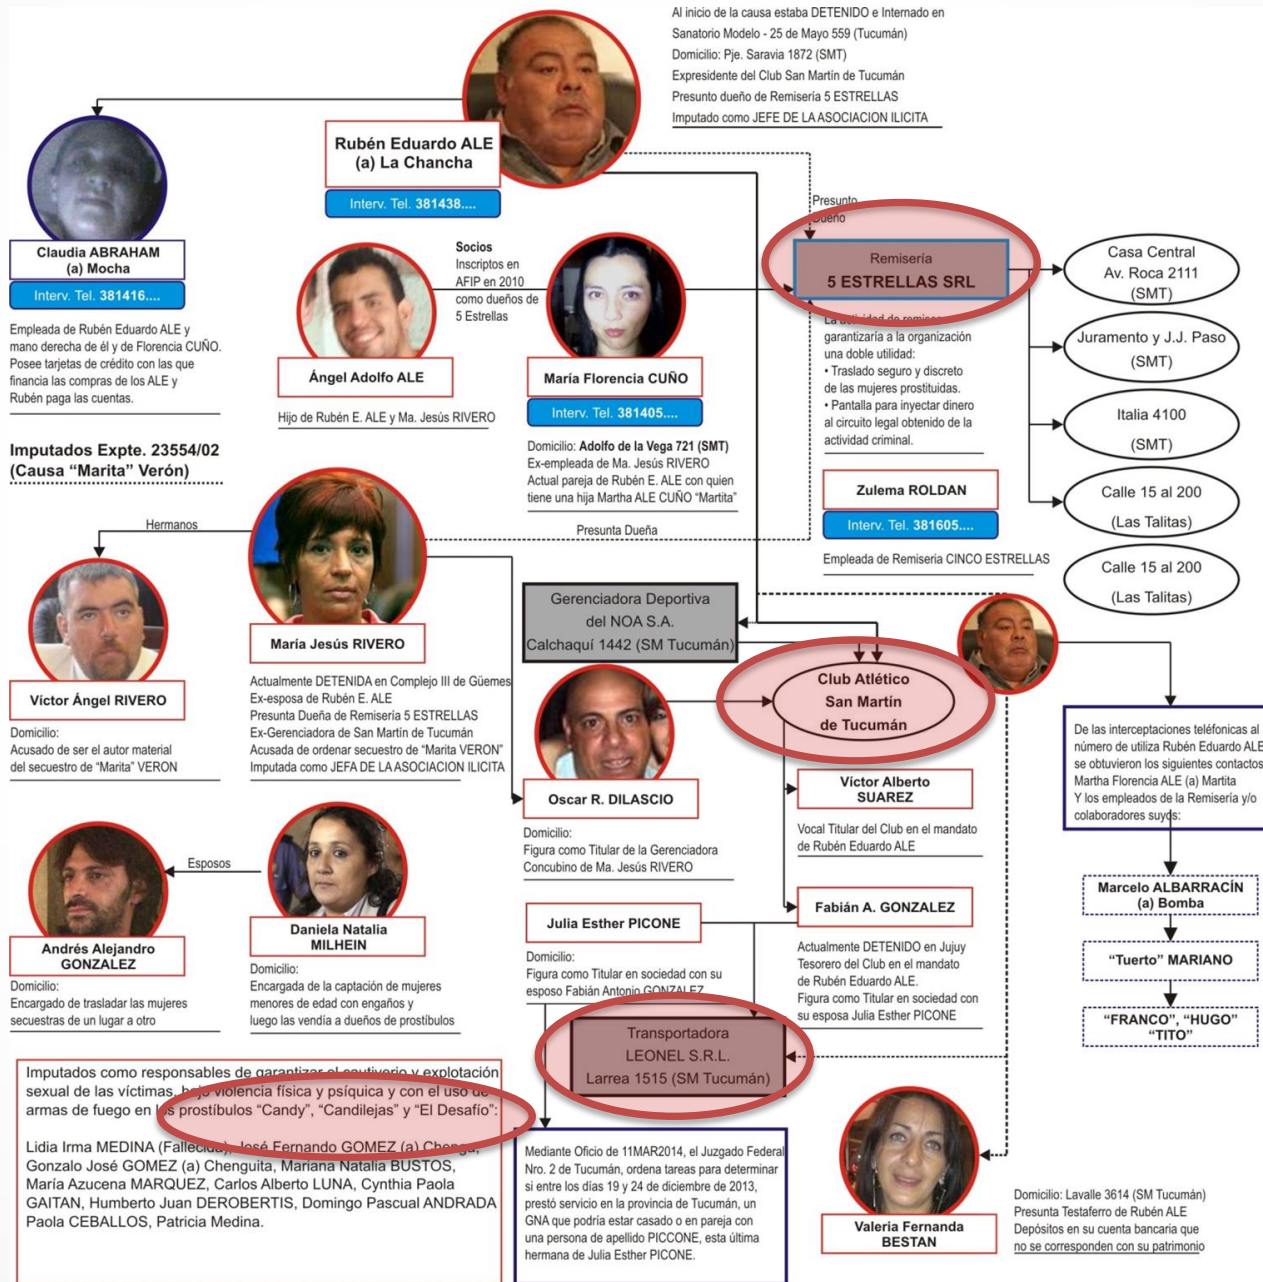 Al inicio de la causa estaba DETENIDO e Internado en
Sanatorio Modelo - 25 de Mayo 559 (Tucumán)
Domicilio: Pje. Saravia 1872 (SMT)
Expresidente del Club San Martín de Tucumán
Presunto dueño de Remisería 5 ESTRELLAS
Imputado como JEFE DE LA ASOCIACION ILICITA
Rubén Eduardo ALE
(a) La Chancha
Interv. Tel. 381438....
Claudia ABRAHAM
(a) Mocha
Interv. Tel. 381416....
Empleada de Rubén Eduardo ALE y
mano derecha de él y de Florencia CUÑO.
Posee tarjetas de crédito con las que
financia las compras de los ALE y
Rubén paga las cuentas.
Ángel Adolfo ALE
Hijo de Rubén E. ALE y Ma. Jesús RIVERO
Socios
Inscriptos en
AFIP en 2010
como dueños de
5 Estrellas
María Florencia CUÑO
Interv. Tel. 381405....
Domicilio: Adolfo de la Vega 721 (SMT)
Ex-empleada de Ma. Jesús RIVERO
Actual pareja de Rubén E. ALE con quien
tiene una hija Martha ALE CUÑO “Martita”
Presunto
Dueño
Remisería
5 ESTRELLAS SRL
La actividad de remises
garantizaría a la organización
una doble utilidad:
• Traslado seguro y discreto
de las mujeres prostituidas.
• Pantalla para inyectar dinero
al circuito legal obtenido de la
actividad criminal.
Zulema ROLDAN
Interv. Tel. 381605....
Empleada de Remiseria CINCO ESTRELLAS
Casa Central
Av. Roca 2111
(SMT)
Juramento y J.J. Paso
(SMT)
Italia 4100
(SMT)
Calle 15 al 200
(Las Talitas)
Calle 15 al 200
(Las Talitas)
Imputados Expte. 23554/02
(Causa “Marita” Verón)
Hermanos
Presunta Dueña
Víctor Ángel RIVERO
Domicilio:
Acusado de ser el autor material
del secuestro de “Marita” VERON
María Jesús RIVERO
Actualmente DETENIDA en Complejo III de Güemes
Ex-esposa de Rubén E. ALE
Presunta Dueña de Remisería 5 ESTRELLAS
Ex-Gerenciadora de San Martín de Tucumán
Acusada de ordenar secuestro de “Marita VERON”
Imputada como JEFA DE LA ASOCIACION ILICITA
Gerenciadora Deportiva
del NOA S.A.
Calchaquí 1442 (SM Tucumán)
Club Atlético
San Martín
de Tucumán
Oscar R. DILASCIO
Domicilio:
Figura como Titular de la Gerenciadora
Concubino de Ma. Jesús RIVERO
Víctor Alberto
SUAREZ
Vocal Titular del Club en el mandato
de Rubén Eduardo ALE
De las interceptaciones teléfonicas al
número de utiliza Rubén Eduardo ALE
se obtuvieron los siguientes contactos
Martha Florencia ALE (a) Martita
Y los empleados de la Remisería y/o
colaboradores suyos:
Marcelo ALBARRACÍN
(a) Bomba
“Tuerto” MARIANO
“FRANCO”, “HUGO”
“TITO”
Esposos
Andrés Alejandro
GONZALEZ
Domicilio:
Encargado de trasladar las mujeres
secuestras de un lugar a otro
Daniela Natalia
MILHEIN
Domicilio:
Encargada de la captación de mujeres
menores de edad con engaños y
luego las vendía a dueños de prostíbulos
Julia Esther PICONE
Domicilio:
Figura como Titular en sociedad con su
esposo Fabián Antonio GONZALEZ
Fabián A. GONZALEZ
Actualmente DETENIDO en Jujuy
Tesorero del Club en el mandato
de Rubén Eduardo ALE.
Figura como Titular en sociedad con
su esposa Julia Esther PICONE
Transportadora
LEONEL S.R.L.
Larrea 1515 (SM Tucumán)
Imputados como responsables de garantizar el cautiverio y explotación
sexual de las víctimas, bajo violencia física y psíquica y con el uso de
armas de fuego en los prostíbulos “Candy”, “Candilejas” y “El Desafío”:
Lidia Irma MEDINA (Fallecida), José Fernando GOMEZ (a) Chenga,
Gonzalo José GOMEZ (a) Chenguita, Mariana Natalia BUSTOS,
María Azucena MARQUEZ, Carlos Alberto LUNA, Cynthia Paola
GAITAN, Humberto Juan DEROBERTIS, Domingo Pascual ANDRADA
Paola CEBALLOS, Patricia Medina.
Mediante Oficio de 11MAR2014, el Juzgado Federal
Nro. 2 de Tucumán, ordena tareas para determinar
si entre los días 19 y 24 de diciembre de 2013,
prestó servicio en la provincia de Tucumán, un
GNA que podría estar casado o en pareja con
una persona de apellido PICCONE, esta última
hermana de Julia Esther PICONE.
Valeria Fernanda
BESTAN
Domicilio: Lavalle 3614 (SM Tucumán)
Presunta Testaferro de Rubén ALE
Depósitos en su cuenta bancaria que
no se corresponden con su patrimonio